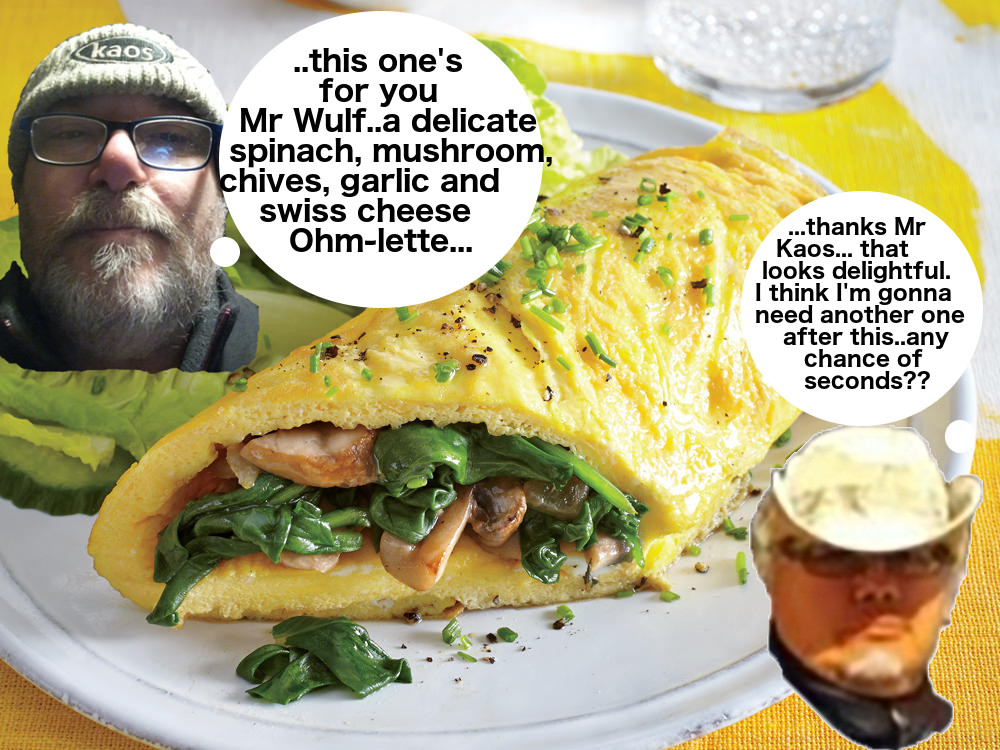 kaos
..this one's
for you
Mr Wulf..a delicate
spinach, mushroom,
chives, garlic and
swiss cheese
Ohm-lette...
...thanks Mr
Kaos... that
looks delightful.
I think I'm gonna
need another one
after this..any
chance of
seconds??